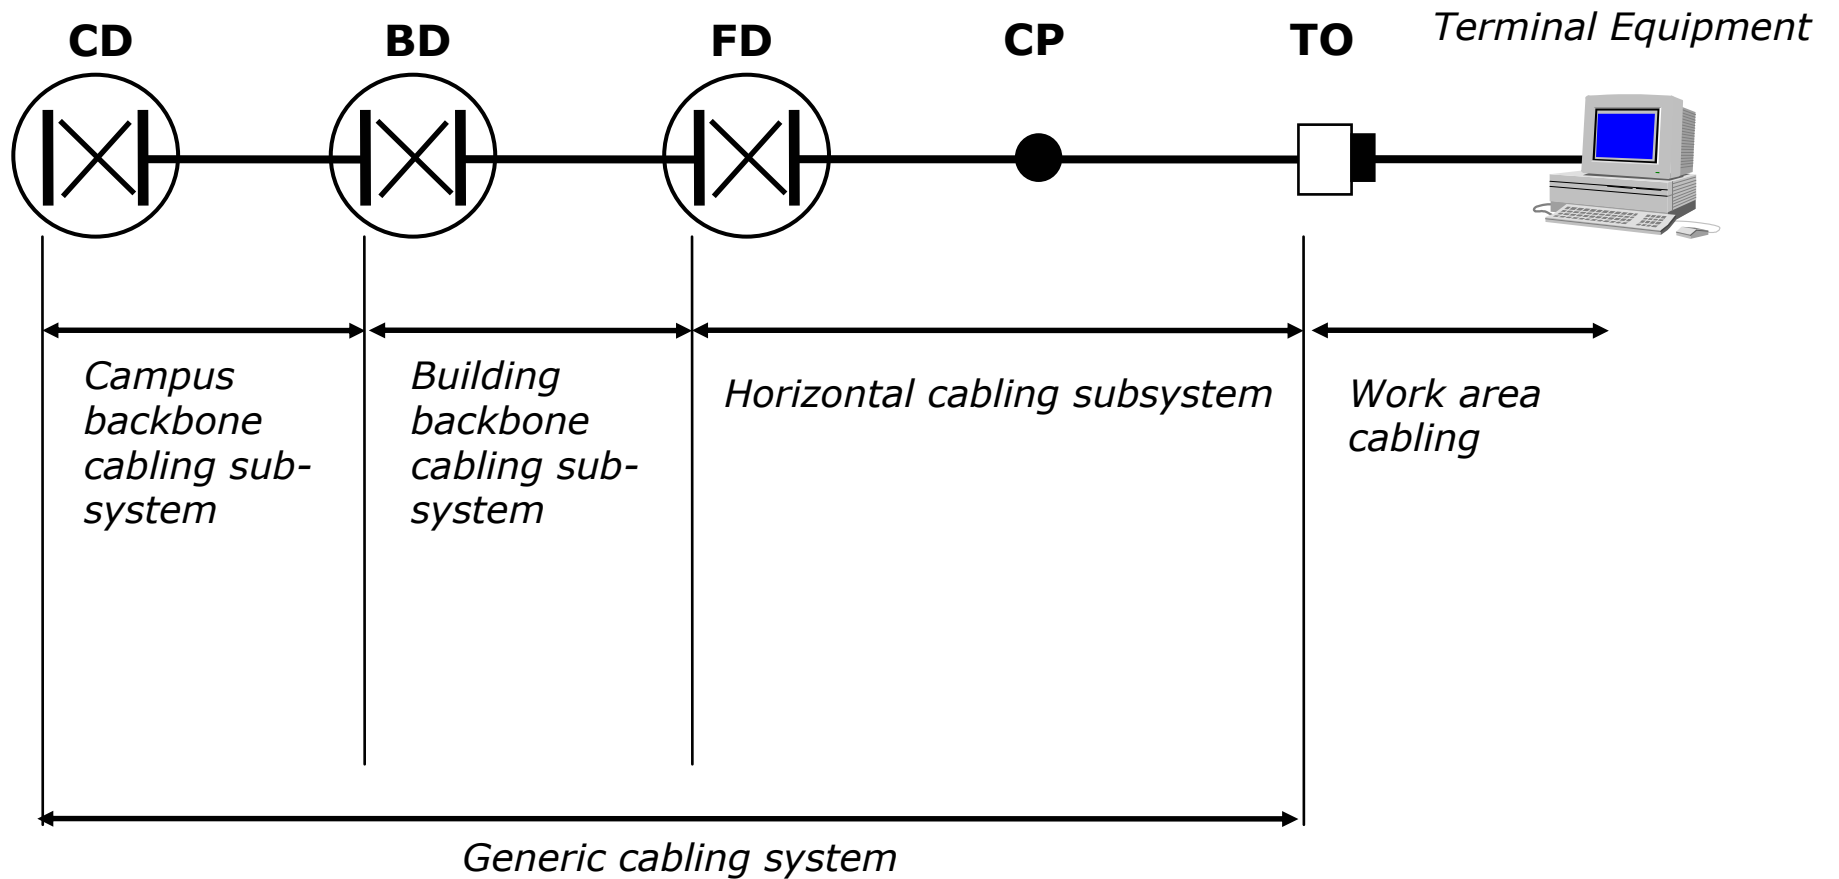 CD
BD
FD
CP
TO
Terminal Equipment
Campus
backbone
cabling sub-
system
Building
backbone
cabling sub-
system
Horizontal cabling subsystem
Work area
cabling
Generic cabling system